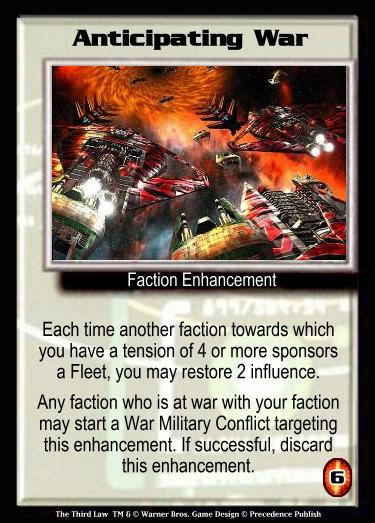 Anticipating War
Faction Enhancement
Each time another faction towards which
you have a tension of 4 or more sponsors
a Fleet, you may restore 2 influence.
Any faction who is at war with your faction
may start a War Military Conflict targeting
this enhancement. If successful, discard
this enhancement.
6
The Third Law TM & © Warner Bros. Game Design © Precedence Publish